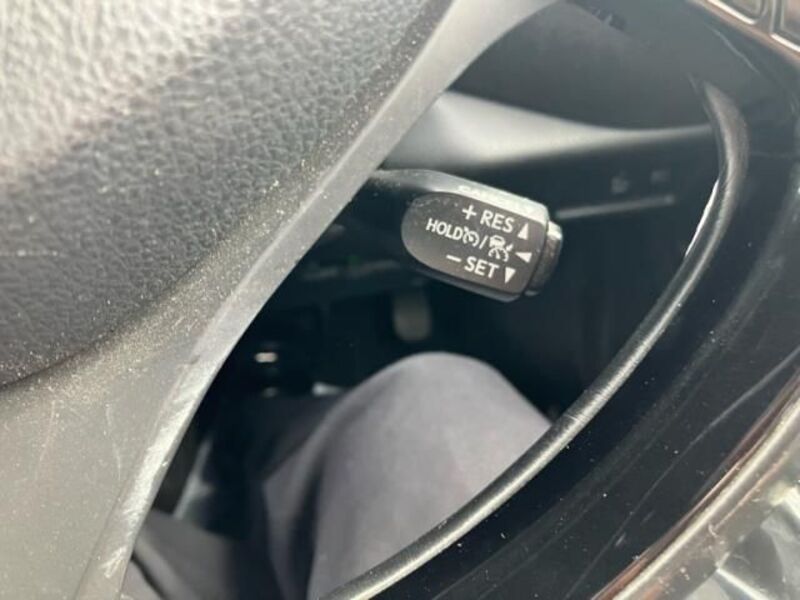 + RES ▲
HOLD / ◀
− SET ▼